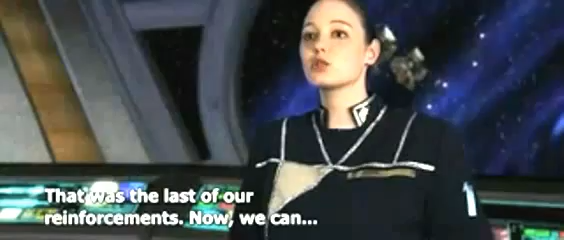 That was the last of our
reinforcements. Now, we can...